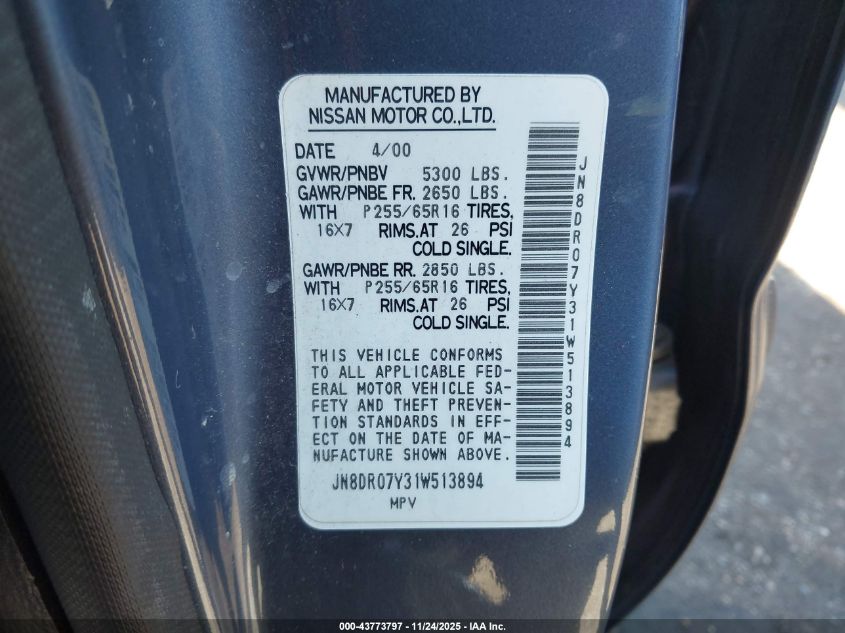 MANUFACTURED BY
NISSAN MOTOR CO.,LTD.
DATE 4/00
GVWR/PNBV 5300 LBS.
GAWR/PNBE FR. 2650 LBS.
WITH P255/65R16 TIRES,
16X7 RIMS.AT 26 PSI
COLD SINGLE.
GAWR/PNBE RR. 2850 LBS.
WITH P255/65R16 TIRES,
16X7 RIMS.AT 26 PSI
COLD SINGLE.
THIS VEHICLE CONFORMS
TO ALL APPLICABLE FED-
ERAL MOTOR VEHICLE SA-
FETY AND THEFT PREVEN-
TION STANDARDS IN EFF-
ECT ON THE DATE OF MA-
NUFACTURE SHOWN ABOVE.
JN8DR07Y31W513894
MPV
JN8DR07Y31W513894
000-43773797 - 11/24/2025 - IAA Inc.